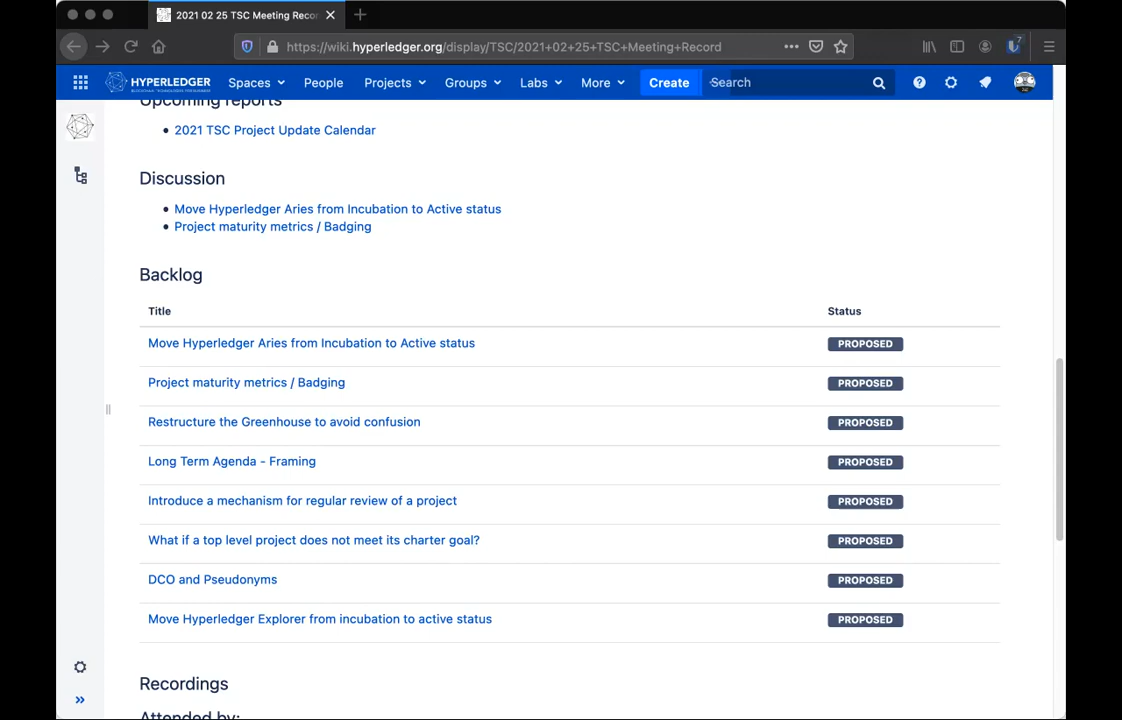 2021 02 25 TSC Meeting Recor
https://wiki.hyperledger.org/display/TSC/2021+02+25+TSC+Meeting+Record
7
HYPERLEDGER
Spaces
People
Projects
Groups
Labs
More
Create
Search
Upcoming reports
2021 TSC Project Update Calendar
Discussion
Move Hyperledger Aries from Incubation to Active status
Project maturity metrics / Badging
Backlog
Title Status
Move Hyperledger Aries from Incubation to Active status PROPOSED
Project maturity metrics / Badging PROPOSED
Restructure the Greenhouse to avoid confusion PROPOSED
Long Term Agenda - Framing PROPOSED
Introduce a mechanism for regular review of a project PROPOSED
What if a top level project does not meet its charter goal? PROPOSED
DCO and Pseudonyms PROPOSED
Move Hyperledger Explorer from incubation to active status PROPOSED
Recordings
Attended by: